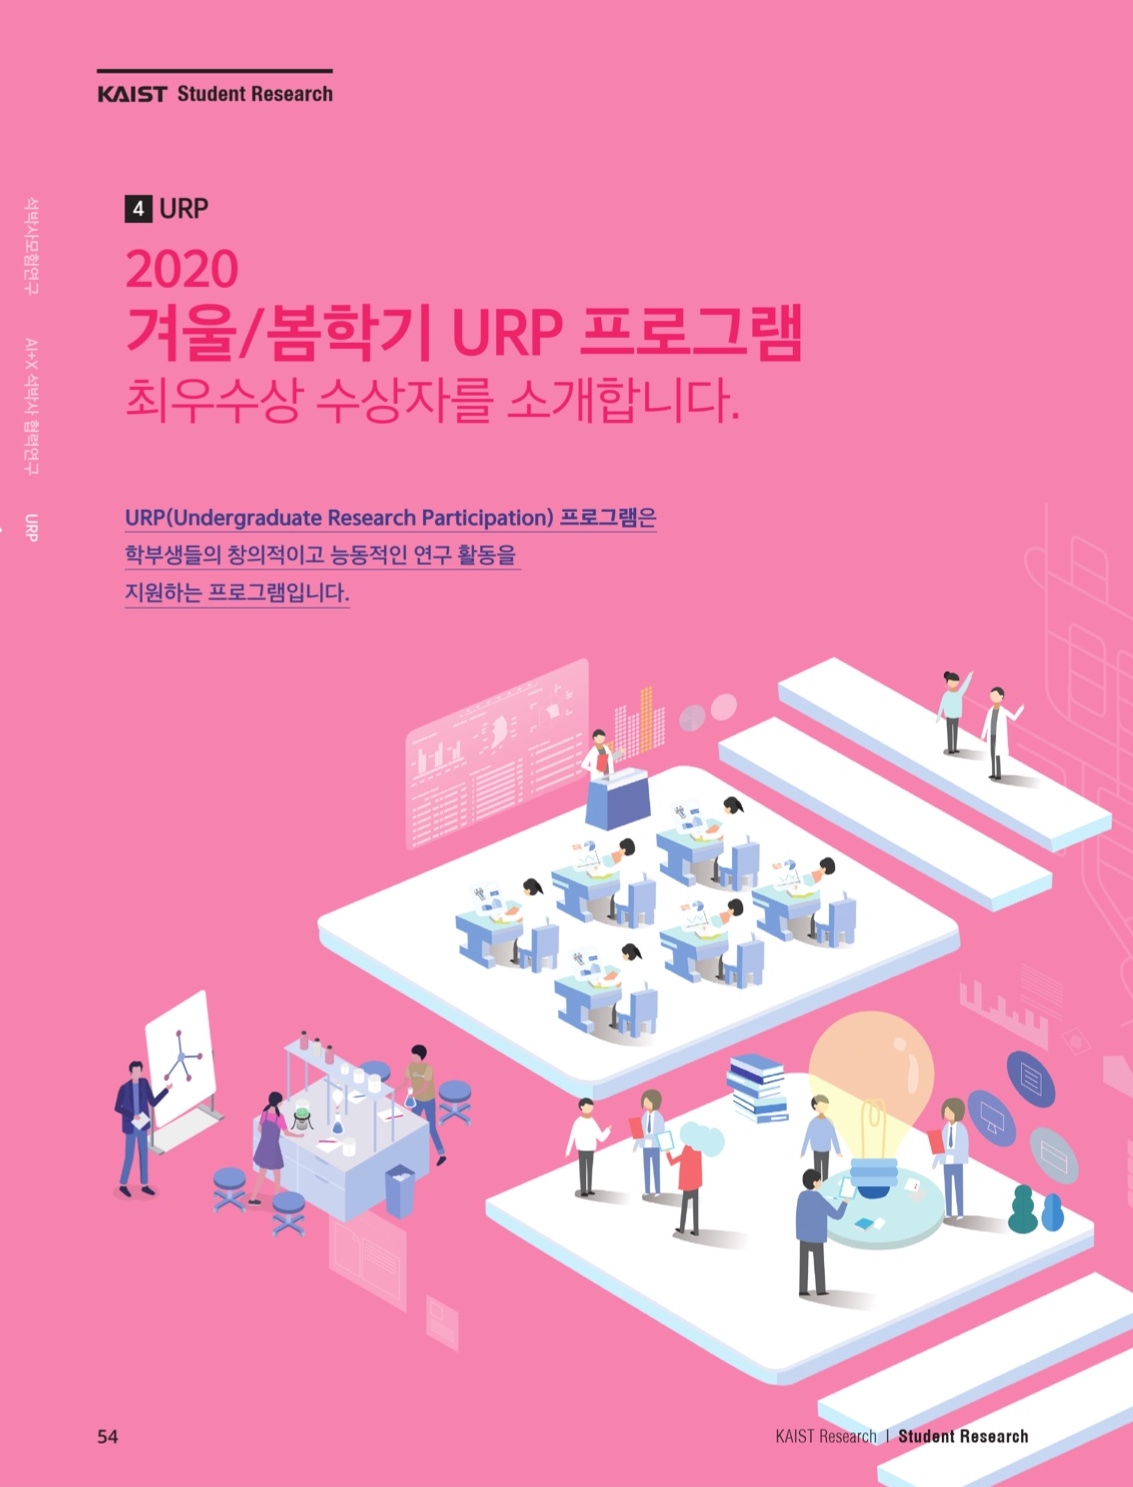 KAIST Student Research
4 URP
2020
겨울/봄학기 URP 프로그램
최우수상 수상자를 소개합니다.
URP(Undergraduate Research Participation) 프로그램은
학부생들의 창의적이고 능동적인 연구 활동을
지원하는 프로그램입니다.
석박사모험연구
AI+X 석박사 협력연구
URP
54
KAIST Research | Student Research